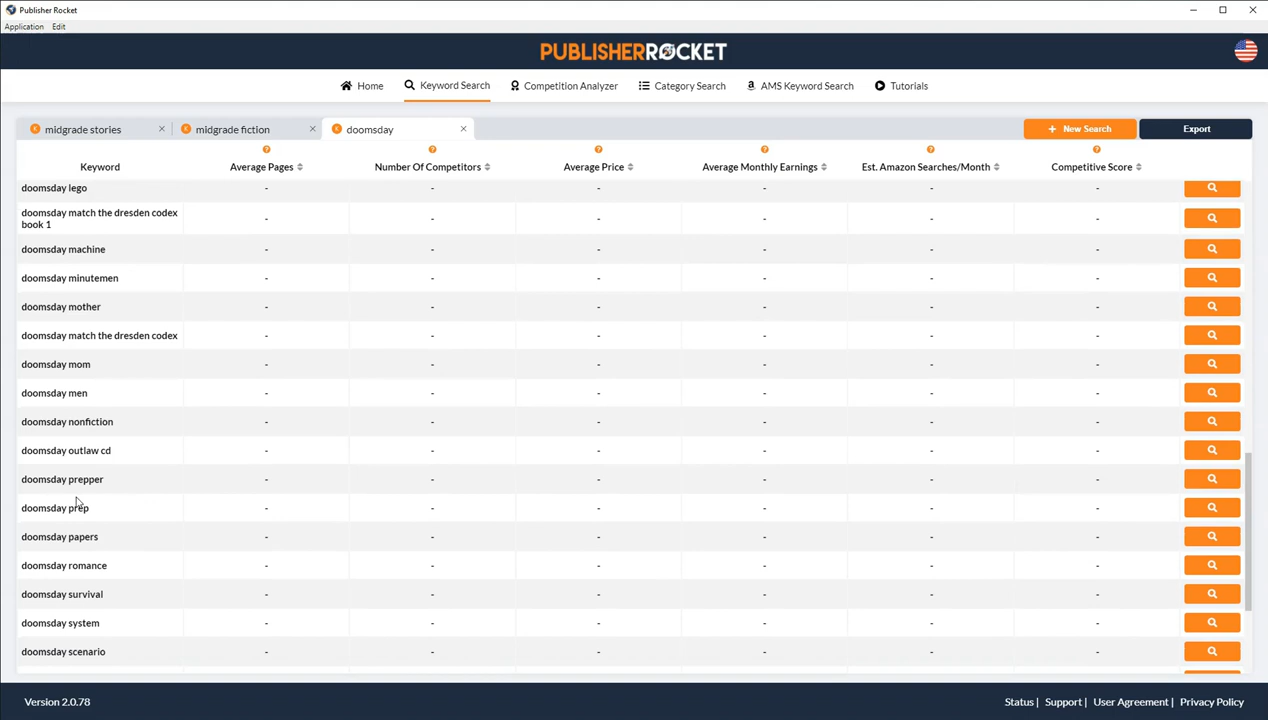 Publisher Rocket
Application Edit
PUBLISHERROCKET
Home Keyword Search Competition Analyzer Category Search AMS Keyword Search Tutorials
midgrade stories midgrade fiction doomsday + New Search Export
Keyword Average Pages Number Of Competitors Average Price Average Monthly Earnings Est. Amazon Searches/Month Competitive Score
doomsday lego - - - - - -
doomsday match the dresden codex
book 1 - - - - - -
doomsday machine - - - - - -
doomsday minutemen - - - - - -
doomsday mother - - - - - -
doomsday match the dresden codex - - - - - -
doomsday mom - - - - - -
doomsday men - - - - - -
doomsday nonfiction - - - - - -
doomsday outlaw cd - - - - - -
doomsday prepper - - - - - -
doomsday prep - - - - - -
doomsday papers - - - - - -
doomsday romance - - - - - -
doomsday survival - - - - - -
doomsday system - - - - - -
doomsday scenario - - - - - -
Version 2.0.78 Status | Support | User Agreement | Privacy Policy